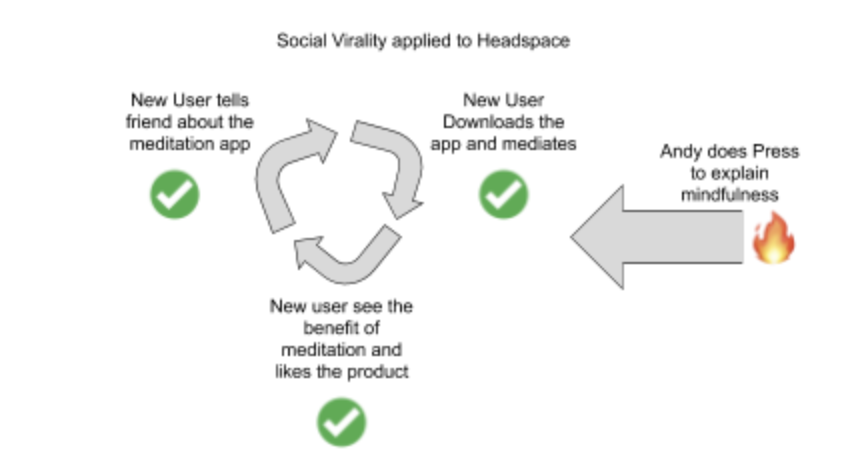 Social Virality applied to Headspace
New User tells
friend about the
meditation app
New User
Downloads the
app and mediates
Andy does Press
to explain
mindfulness
New user see the
benefit of
meditation and
likes the product